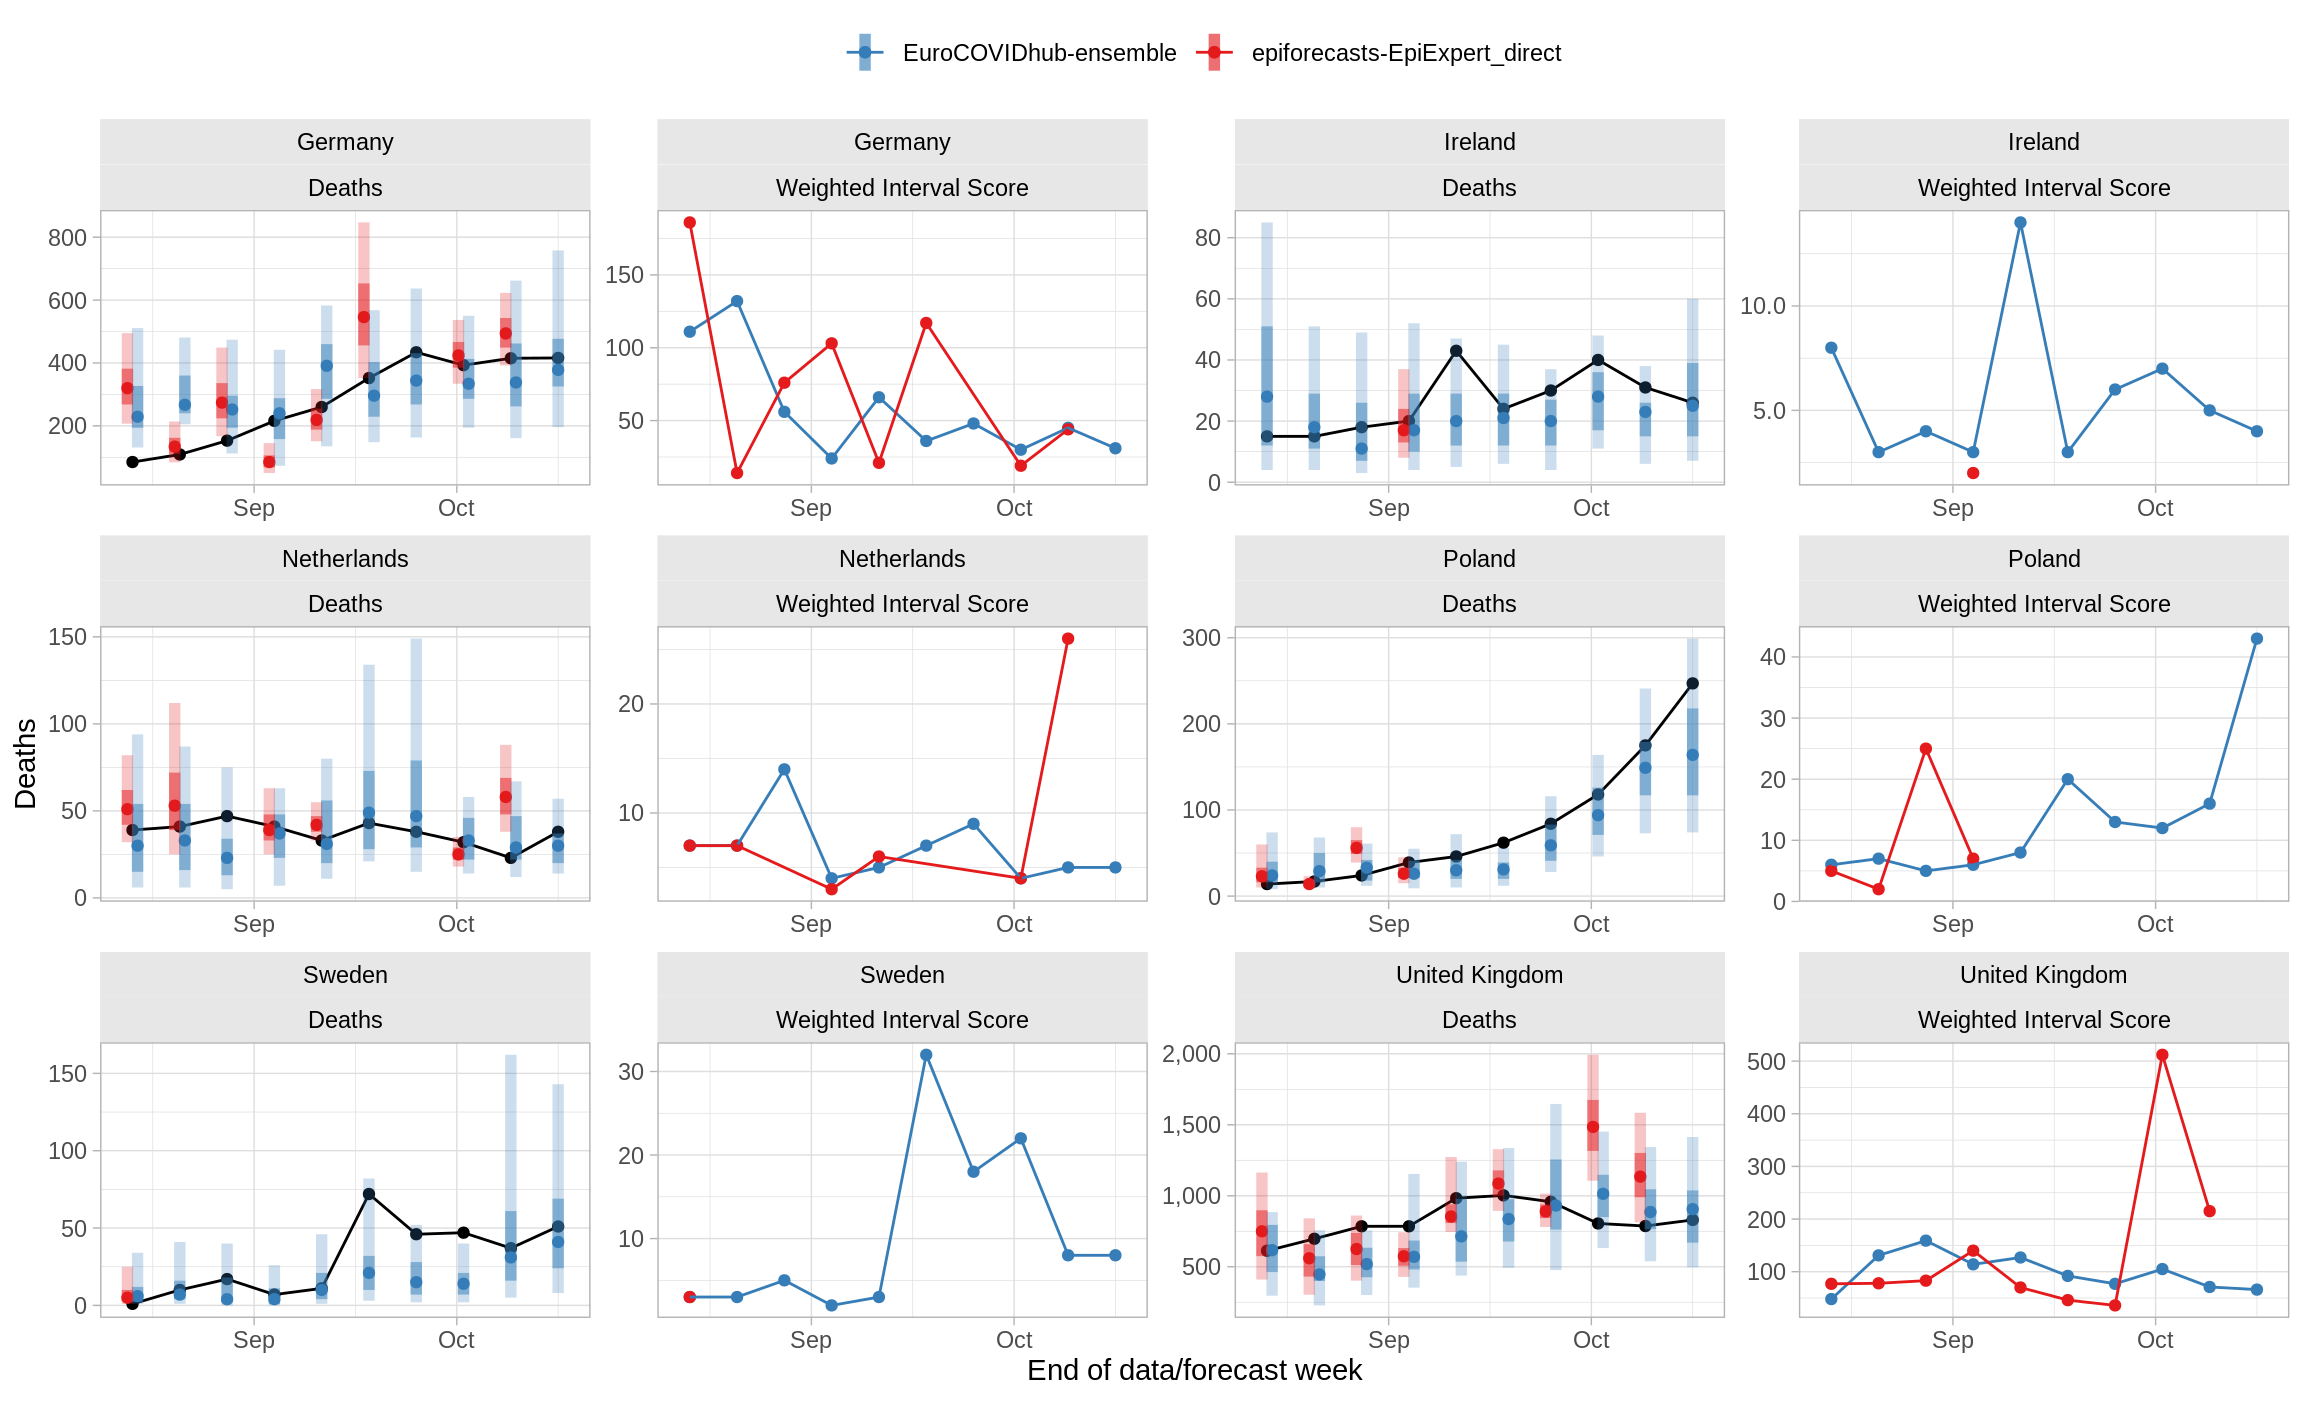 EuroCOVIDhub-ensemble epiforecasts-EpiExpert_direct
Germany Germany Ireland Ireland
Deaths Weighted Interval Score Deaths Weighted Interval Score
800
600
400
200
Sep Oct
150
100
50
Sep Oct
80
60
40
20
0
Sep Oct
10.0
5.0
Sep Oct
Netherlands Netherlands Poland Poland
Deaths Weighted Interval Score Deaths Weighted Interval Score
Deaths
150
100
50
0
Sep Oct
20
10
Sep Oct
300
200
100
0
Sep Oct
40
30
20
10
0
Sep Oct
Sweden Sweden United Kingdom United Kingdom
Deaths Weighted Interval Score Deaths Weighted Interval Score
150
100
50
0
Sep Oct
30
20
10
Sep Oct
2,000
1,500
1,000
500
Sep Oct
500
400
300
200
100
Sep Oct
End of data/forecast week